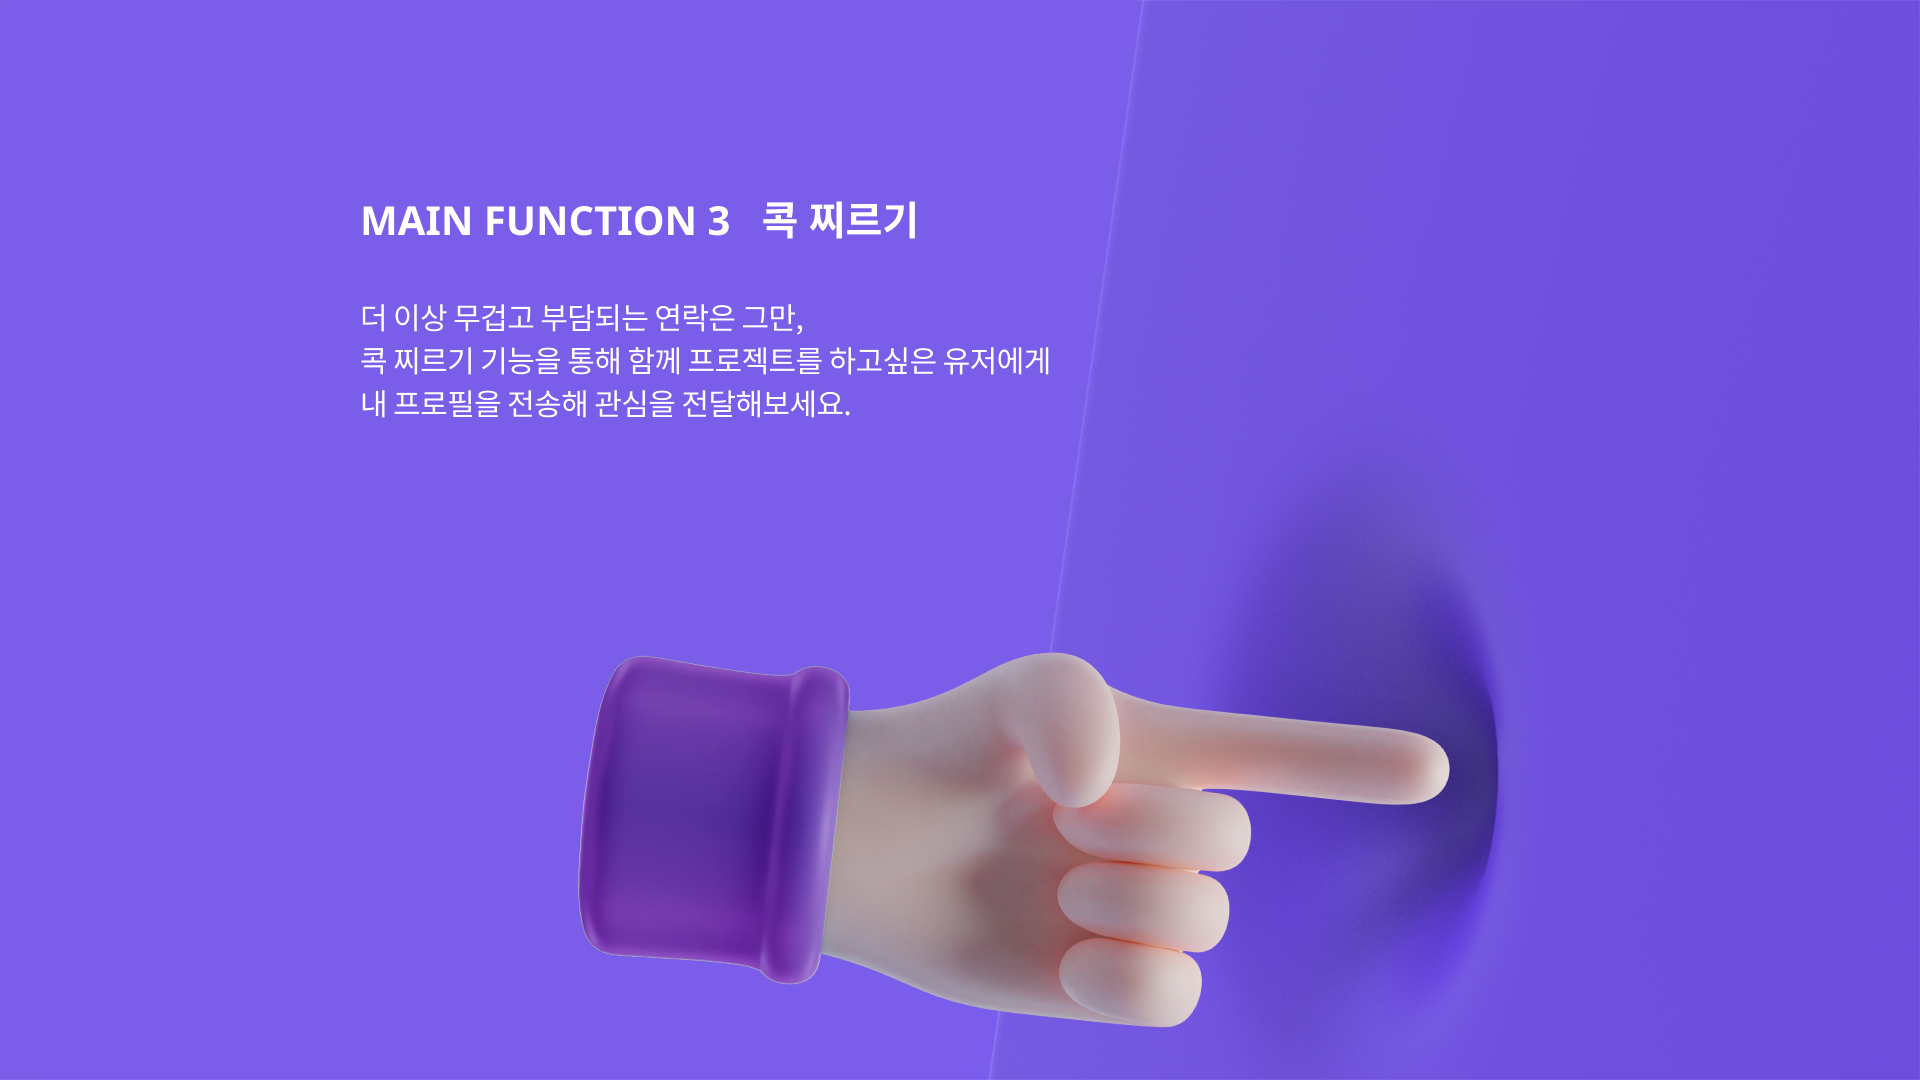 MAIN FUNCTION 3 콕 찌르기
더 이상 무겁고 부담되는 연락은 그만,
콕 찌르기 기능을 통해 함께 프로젝트를 하고싶은 유저에게
내 프로필을 전송해 관심을 전달해보세요.